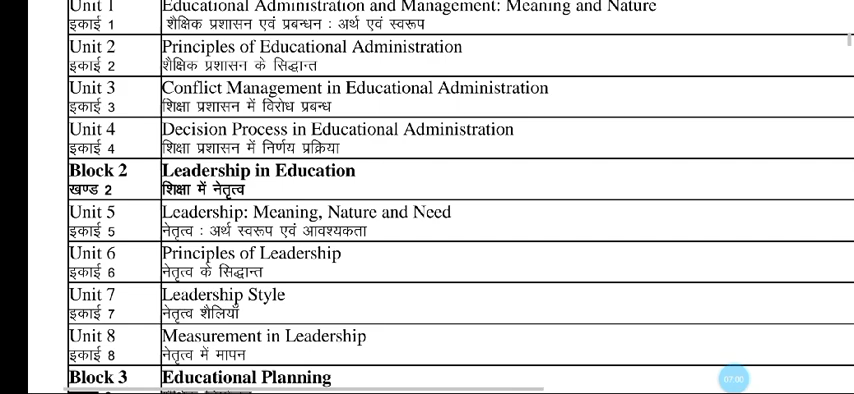 Unit 1 Educational Administration and Management: Meaning and Nature
इकाई 1 शैक्षिक प्रशासन एवं प्रबन्धन : अर्थ एवं स्वरूप
Unit 2 Principles of Educational Administration
इकाई 2 शैक्षिक प्रशासन के सिद्धान्त
Unit 3 Conflict Management in Educational Administration
इकाई 3 शिक्षा प्रशासन में विरोध प्रबन्ध
Unit 4 Decision Process in Educational Administration
इकाई 4 शिक्षा प्रशासन में निर्णय प्रक्रिया
Block 2 Leadership in Education
खण्ड 2 शिक्षा में नेतृत्व
Unit 5 Leadership: Meaning, Nature and Need
इकाई 5 नेतृत्व : अर्थ स्वरूप एवं आवश्यकता
Unit 6 Principles of Leadership
इकाई 6 नेतृत्व के सिद्धान्त
Unit 7 Leadership Style
इकाई 7 नेतृत्व शैलियाँ
Unit 8 Measurement in Leadership
इकाई 8 नेतृत्व में मापन
Block 3 Educational Planning
07:00